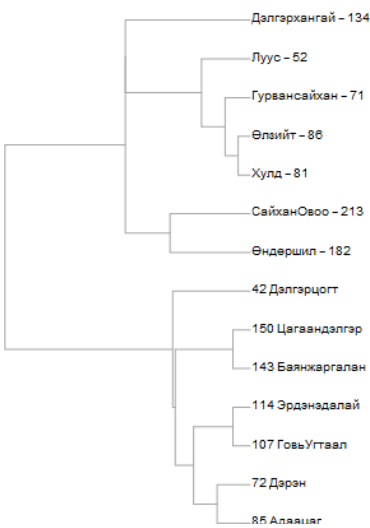 Дэлгэрхангай – 134
Луус – 52
Гурвансайхан – 71
Өлзийт – 86
Хулд – 81
СайханОвоо – 213
Өндөршил – 182
42 Дэлгэрцогт
150 Цагаандэлгэр
143 Баянжаргалан
114 Эрдэнэдалай
107 ГовьУгтаал
72 Дэрэн
85 Адаацаг